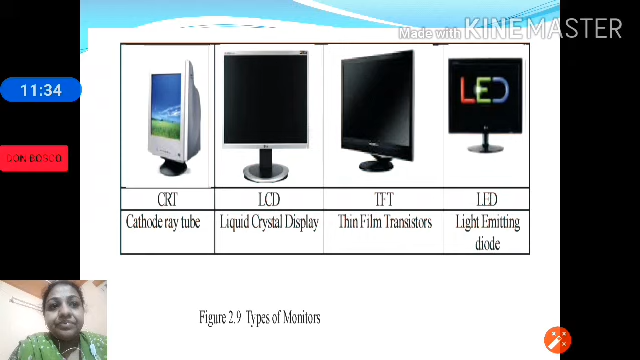 Made with KINEMASTER
11:34
DON BOSCO
LED
CRT LCD TFT LED
Cathode ray tube Liquid Crystal Display Thin Film Transistors Light Emitting
diode
Figure 2.9 Types of Monitors